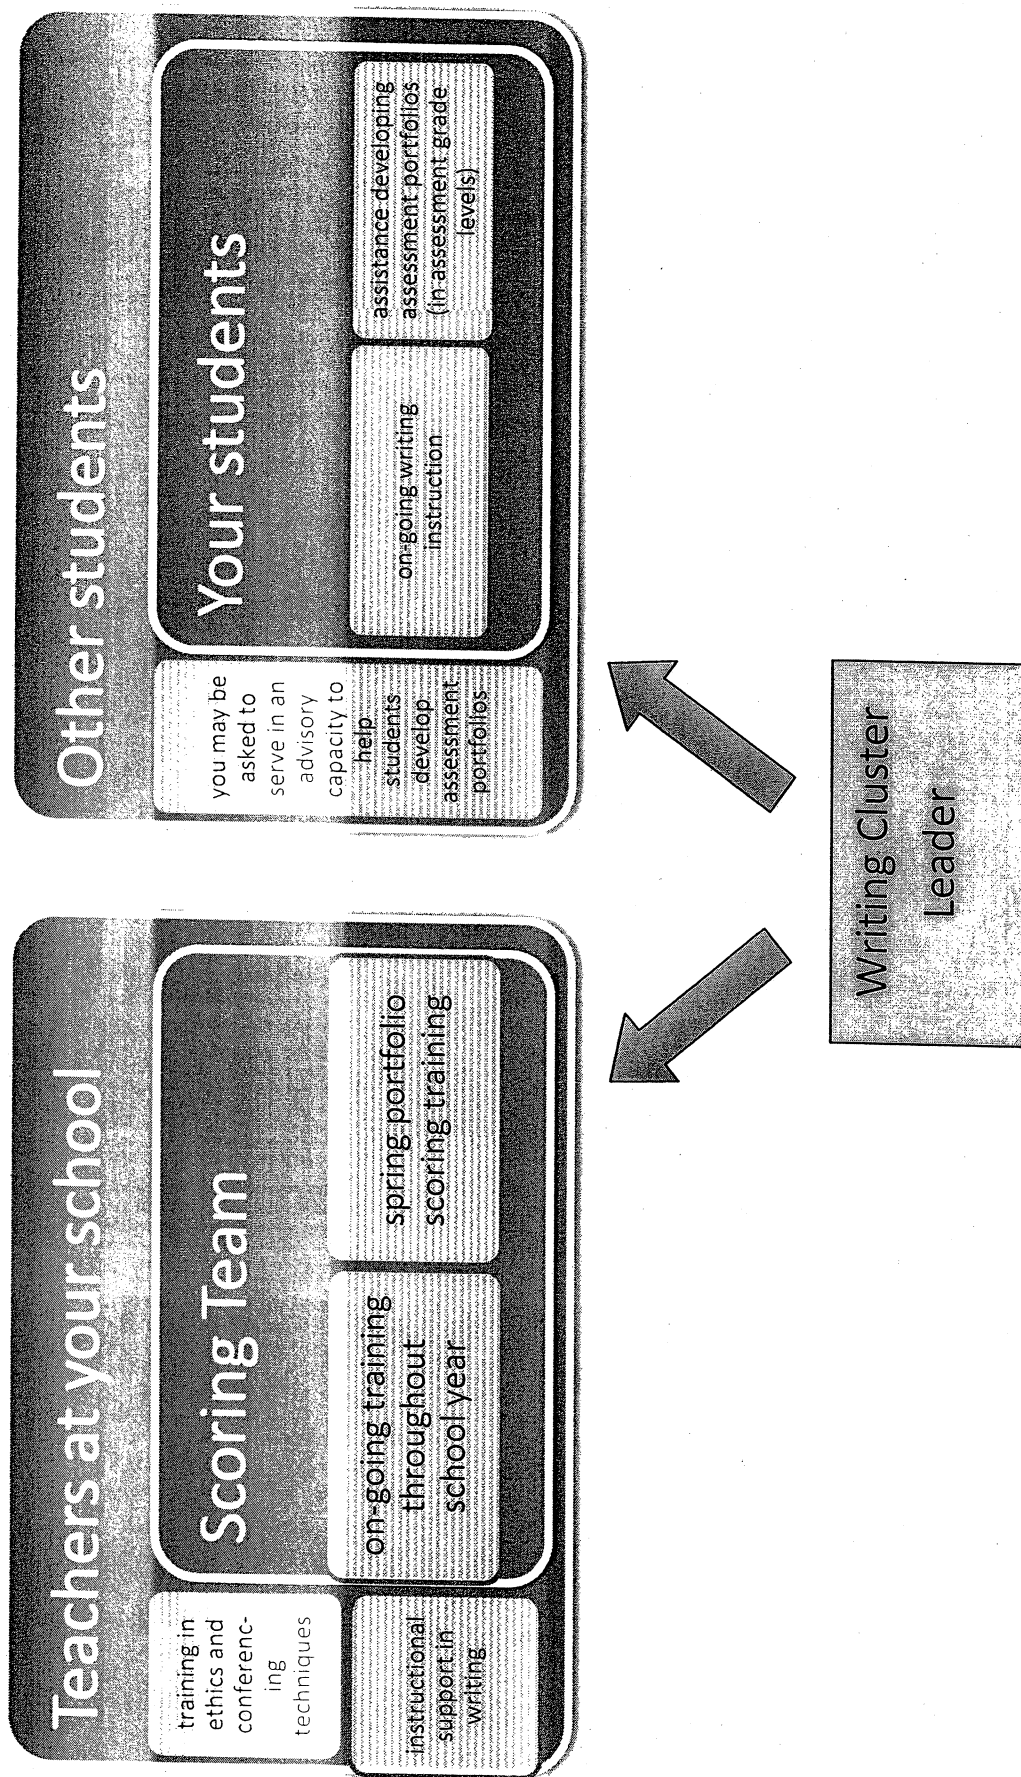 Teachers at your school
training in
ethics and
conferenc-
ing
techniques
instructional
support in
writing
Scoring Team
on-going training
throughout
school year
spring portfolio
scoring training
Other students
you may be
asked to
serve in an
advisory
capacity to
help
students
develop
assessment
portfolios
Your students
on-going writing
instruction
assistance developing
assessment portfolios
(in assessment grade
levels)
Writing Cluster
Leader